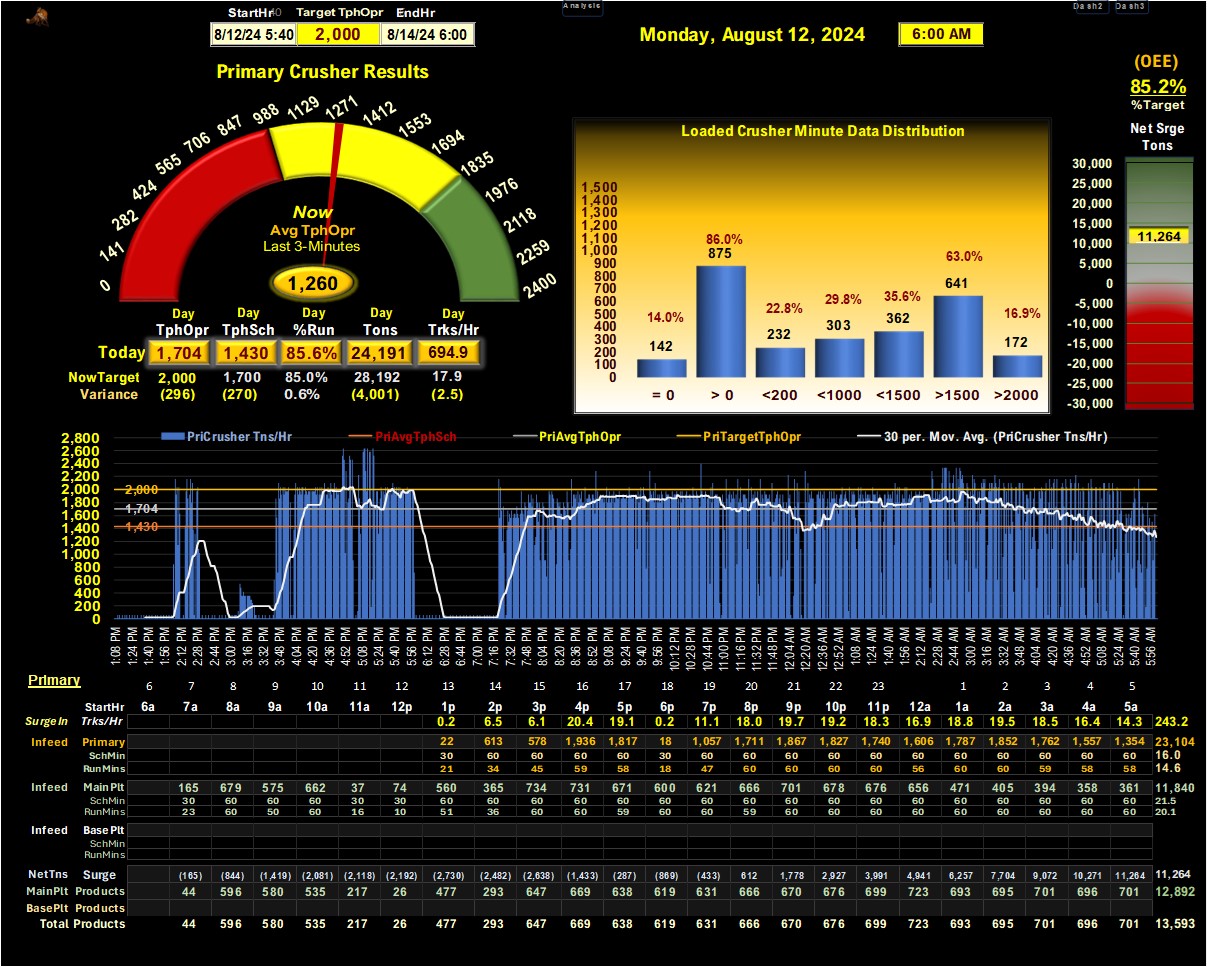 Analysis Dash2 Dash3
StartHr Target TphOpr EndHr
8/12/24 5:40 2,000 8/14/24 6:00
Monday, August 12, 2024 6:00 AM
(OEE)
85.2%
%Target
Primary Crusher Results
0 141 282 424 565 706 847 988 1129 1271 1412 1553 1694 1835 1976 2118 2259 2400
Now
Avg TphOpr
Last 3-Minutes
1,260
Day Day Day Day Day
TphOpr TphSch %Run Tons Trks/Hr
Today 1,704 1,430 85.6% 24,191 694.9
NowTarget 2,000 1,700 85.0% 28,192 17.9
Variance (296) (270) 0.6% (4,001) (2.5)
Loaded Crusher Minute Data Distribution
1,500
1,400
1,300
1,200
1,100
1,000
900
800
700
600
500
400
300
200
100
0
14.0% 86.0% 22.8% 29.8% 35.6% 63.0% 16.9%
142 875 232 303 362 641 172
= 0 > 0 <200 <1000 <1500 >1500 >2000
Net Srge
Tons
30,000
25,000
20,000
15,000
11,264
10,000
5,000
0
-5,000
-10,000
-15,000
-20,000
-25,000
-30,000
PriCrusher Tns/Hr PriAvgTphSch PriAvgTphOpr PriTargetTphOpr 30 per. Mov. Avg. (PriCrusher Tns/Hr)
2,800
2,600
2,400
2,200
2,000 2,000
1,800
1,704
1,600
1,400 1,430
1,200
1,000
800
600
400
200
0
1:08 PM 1:24 PM 1:40 PM 1:56 PM 2:12 PM 2:28 PM 2:44 PM 3:00 PM 3:16 PM 3:32 PM 3:48 PM 4:04 PM 4:20 PM 4:36 PM 4:52 PM 5:08 PM 5:24 PM 5:40 PM 5:56 PM 6:12 PM 6:28 PM 6:44 PM 7:00 PM 7:16 PM 7:32 PM 7:48 PM 8:04 PM 8:20 PM 8:36 PM 8:52 PM 9:08 PM 9:24 PM 9:40 PM 9:56 PM 10:12 PM 10:28 PM 10:44 PM 11:00 PM 11:16 PM 11:32 PM 11:48 PM 12:04 AM 12:20 AM 12:36 AM 12:52 AM 1:08 AM 1:24 AM 1:40 AM 1:56 AM 2:12 AM 2:28 AM 2:44 AM 3:00 AM 3:16 AM 3:32 AM 3:48 AM 4:04 AM 4:20 AM 4:36 AM 4:52 AM 5:08 AM 5:24 AM 5:40 AM 5:56 AM
Primary
6 7 8 9 10 11 12 13 14 15 16 17 18 19 20 21 22 23 1 2 3 4 5
StartHr 6a 7a 8a 9a 10a 11a 12p 1p 2p 3p 4p 5p 6p 7p 8p 9p 10p 11p 12a 1a 2a 3a 4a 5a
Surge In Trks/Hr 0.2 6.5 6.1 20.4 19.1 0.2 11.1 18.0 19.7 19.2 18.3 16.9 18.8 19.5 18.5 16.4 14.3 243.2
Infeed Primary 22 613 578 1,936 1,817 18 1,057 1,711 1,867 1,827 1,740 1,606 1,787 1,852 1,762 1,557 1,354 23,104
SchMin 30 60 60 60 60 30 60 60 60 60 60 60 60 60 60 60 60 16.0
RunMins 21 34 45 59 58 18 47 60 60 60 60 56 60 60 59 58 58 14.6
Infeed MainPlt 165 679 575 662 37 74 560 365 734 731 671 600 621 666 701 678 676 656 471 405 394 358 361 11,840
SchMin 30 60 60 60 30 30 60 60 60 60 60 60 60 60 60 60 60 60 60 60 60 60 60 21.5
RunMins 23 60 50 60 16 10 51 36 60 60 59 60 59 59 60 60 60 60 60 60 60 60 60 20.1
Infeed Base Plt
SchMin
RunMins
NetTns Surge (165) (844) (1,419) (2,081) (2,118) (2,192) (2,730) (2,482) (2,638) (1,433) (287) (869) (433) 612 1,778 2,927 3,991 4,941 6,257 7,704 9,072 10,271 11,264 11,264
MainPlt Products 44 596 580 535 217 26 477 293 647 669 638 619 631 666 670 676 699 723 693 695 701 696 701 12,892
BasePlt Products
Total Products 44 596 580 535 217 26 477 293 647 669 638 619 631 666 670 676 699 723 693 695 701 696 701 13,593